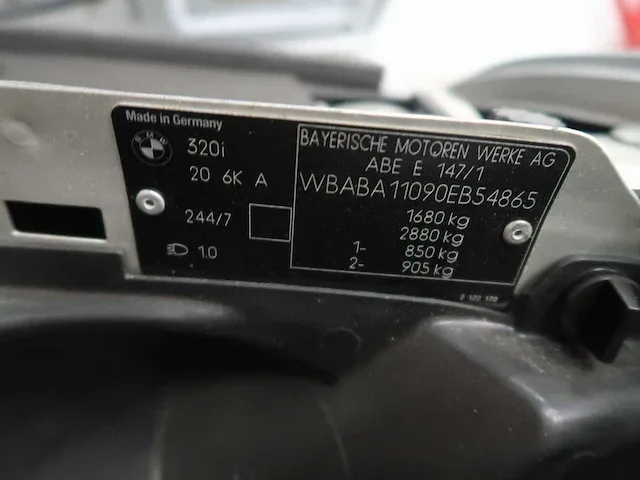 Made in Germany
BMW
320i
20 6K A
244/7
1.0
BAYERISCHE MOTOREN WERKE AG
ABE E 147/1
WBABA11090EB54865
1680 kg
2880 kg
1- 850 kg
2- 905 kg